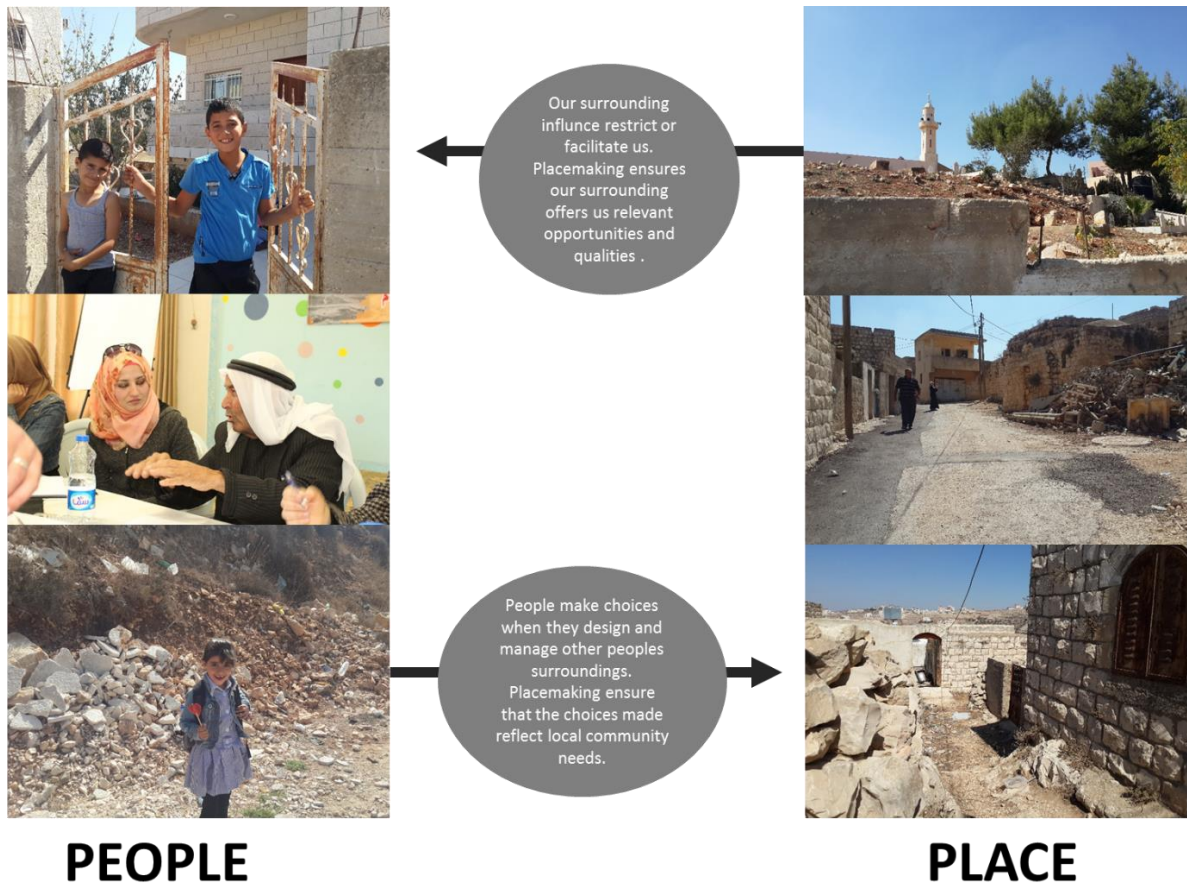 Our surrounding
influnce restrict or
facilitate us.
Placemaking ensures
our surrounding
offers us relevant
opportunities and
qualities .
People make choices
when they design and
manage other peoples
surroundings.
Placemaking ensure
that the choices made
reflect local community
needs.
PEOPLE
PLACE